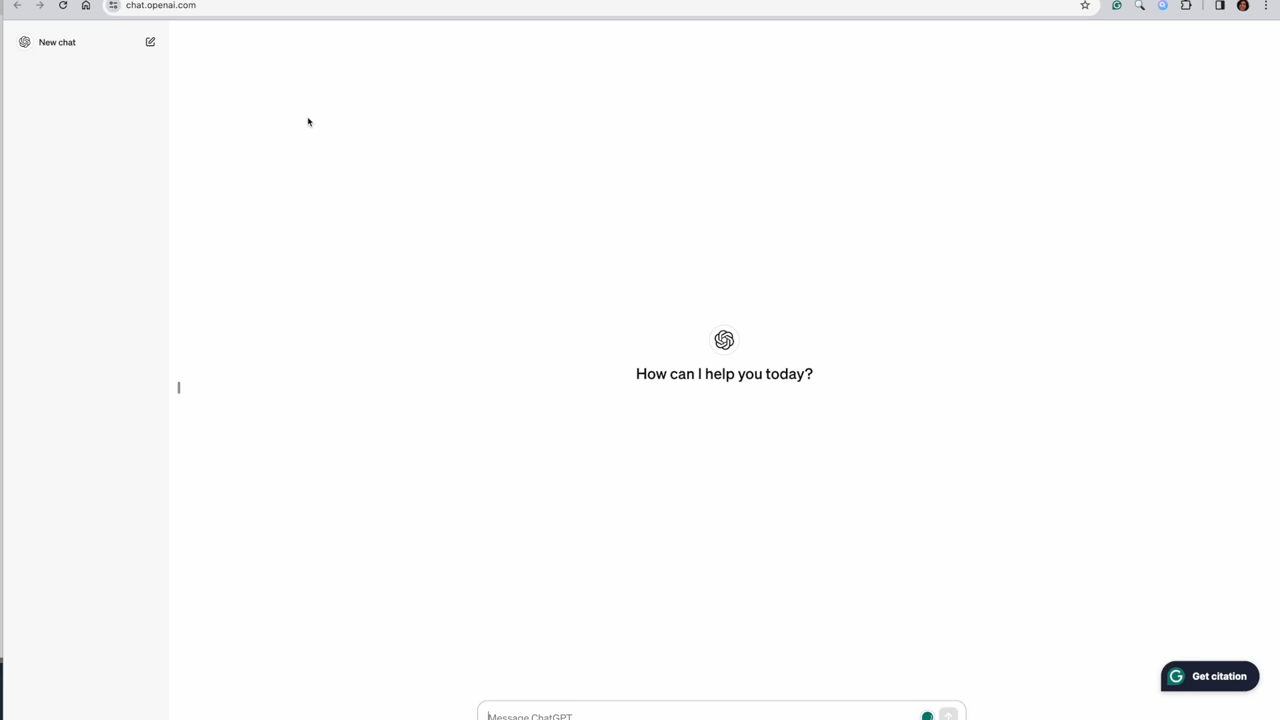 chat.openai.com
New chat
How can I help you today?
Get citation
Message ChatGPT